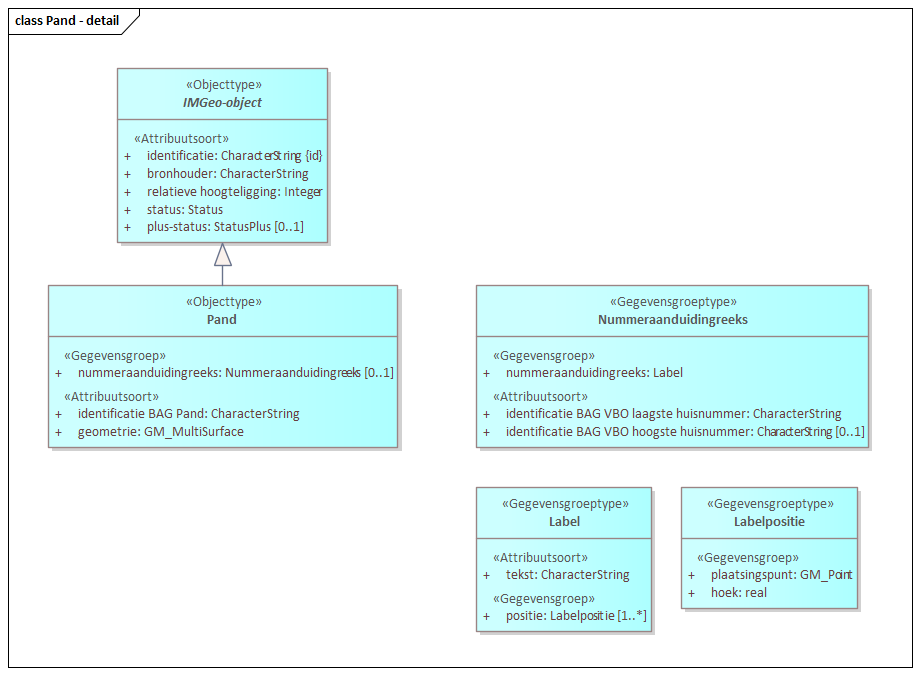 class Pand - detail
«Objecttype»
IMGeo-object
«Attribuutsoort»
+ identificatie: CharacterString {id}
+ bronhouder: CharacterString
+ relatieve hoogteligging: Integer
+ status: Status
+ plus-status: StatusPlus [0..1]
«Objecttype»
Pand
«Gegevensgroep»
+ nummeraanduidingreeks: Nummeraanduidingreeks [0..1]
«Attribuutsoort»
+ identificatie BAG Pand: CharacterString
+ geometrie: GM_MultiSurface
«Gegevensgroeptype»
Nummeraanduidingreeks
«Gegevensgroep»
+ nummeraanduidingreeks: Label
«Attribuutsoort»
+ identificatie BAG VBO laagste huisnummer: CharacterString
+ identificatie BAG VBO hoogste huisnummer: CharacterString [0..1]
«Gegevensgroeptype»
Label
«Attribuutsoort»
+ tekst: CharacterString
«Gegevensgroep»
+ positie: Labelpositie [1..*]
«Gegevensgroeptype»
Labelpositie
«Gegevensgroep»
+ plaatsingspunt: GM_Point
+ hoek: real